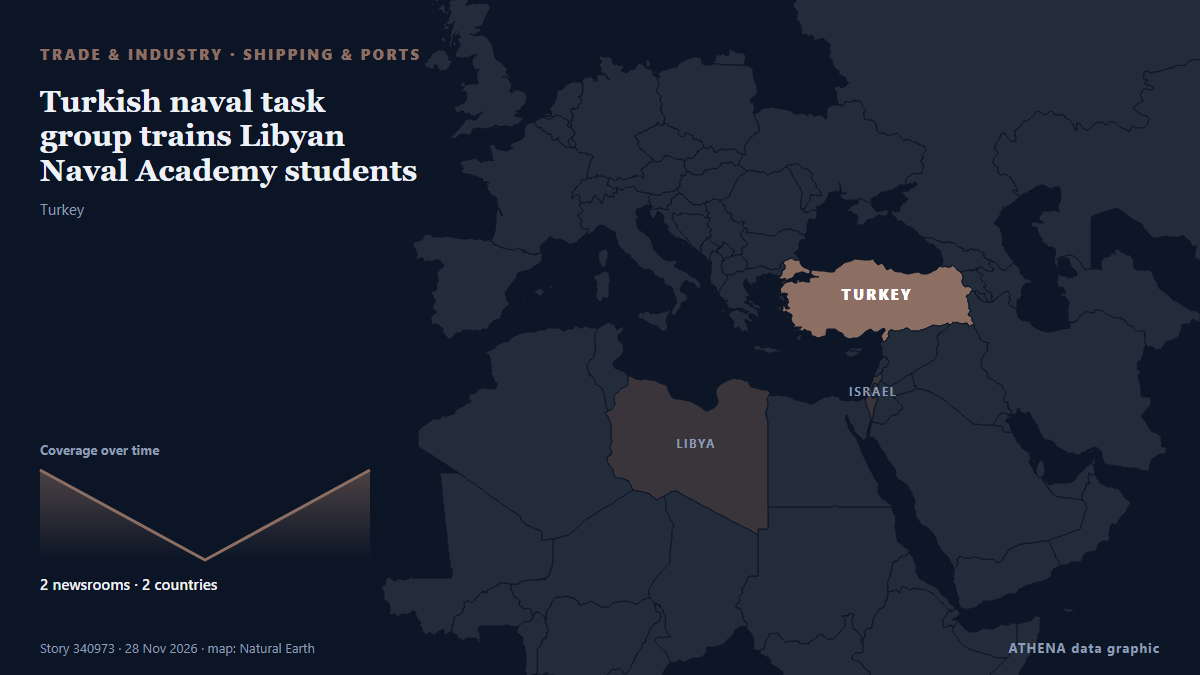 TRADE & INDUSTRY · SHIPPING & PORTS
Turkish naval task
group trains Libyan
Naval Academy students
Turkey
TURKEY
ISRAEL
LIBYA
Coverage over time
2 newsrooms · 2 countries
Story 340973 · 28 Nov 2026 · map: Natural Earth
ATHENA data graphic